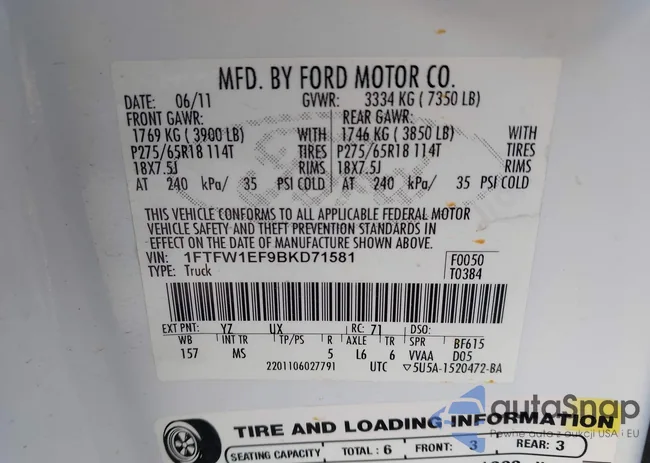 MFD. BY FORD MOTOR CO.
DATE: 06/11 GVWR: 3334 KG ( 7350 LB)
FRONT GAWR: REAR GAWR:
1769 KG ( 3900 LB) WITH 1746 KG ( 3850 LB) WITH
P275/65R18 114T TIRES P275/65R18 114T TIRES
18X7.5J RIMS 18X7.5J RIMS
AT 240 kPa/ 35 PSI COLD AT 240 kPa/ 35 PSI COLD
THIS VEHICLE CONFORMS TO ALL APPLICABLE FEDERAL MOTOR
VEHICLE SAFETY AND THEFT PREVENTION STANDARDS IN
EFFECT ON THE DATE OF MANUFACTURE SHOWN ABOVE.
VIN: 1FTFW1EF9BKD71581 F0050
TYPE: Truck T0384
EXT PNT: YZ UX RC: 71 DSO:
WB INT TR TP/PS R AXLE TR SPR BF615
157 MS 5 L6 6 VVAA D05
2201106027791 UTC ▽5U5A-1520472-BA
autoSnap
Pewne auta z aukcji USA i EU
TIRE AND LOADING INFORMATION
SEATING CAPACITY TOTAL : 6 FRONT: 3 REAR: 3